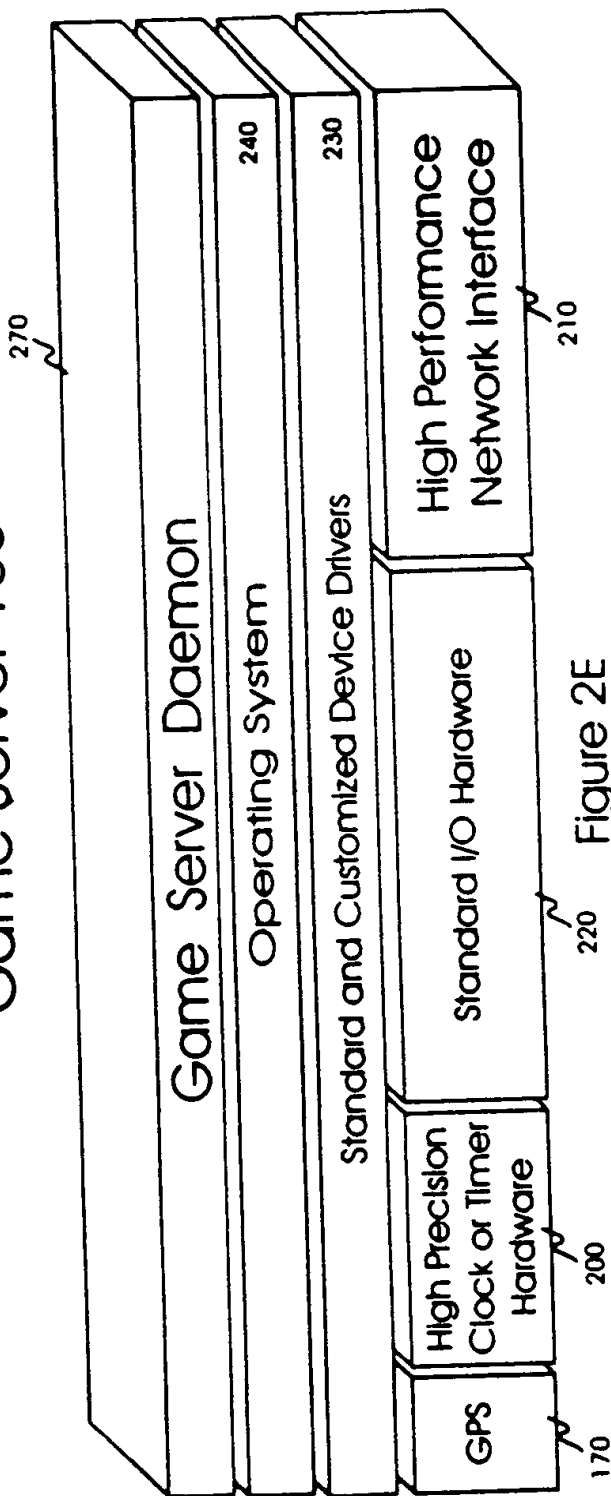 270
Game Server Daemon
Operating System
240
Standard and Customized Device Drivers
230
GPS
High Precision
Clock or Timer
Hardware
Standard I/O Hardware
High Performance
Network Interface
170
200
220
210
Figure 2E